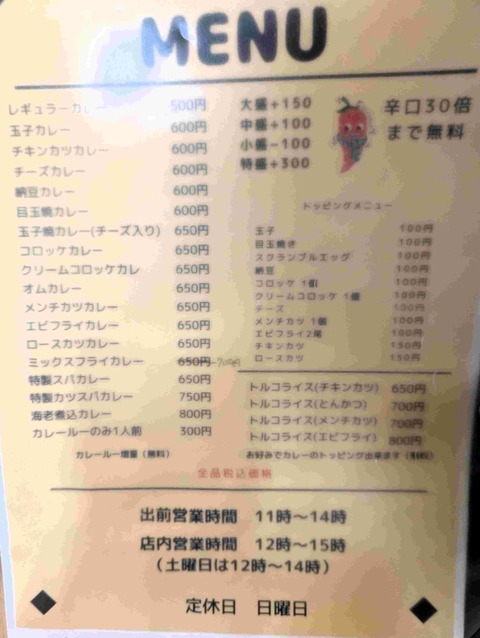 MENU
レギュラーカレー 500円
玉子カレー 600円
チキンカツカレー 600円
チーズカレー 600円
納豆カレー 600円
目玉焼カレー 600円
玉子焼カレー(チーズ入り) 650円
コロッケカレー 650円
クリームコロッケカレ 650円
オムカレー 650円
メンチカツカレー 650円
エビフライカレー 650円
ロースカツカレー 650円
ミックスフライカレー 650円
特製スパカレー 650円
特製カツスパカレー 750円
海老煮込カレー 800円
カレールーのみ1人前 300円
カレールー増量(無料)
大盛+150
中盛+100
小盛-100
特盛+300
辛口30倍
まで無料
トッピングメニュー
玉子 100円
目玉焼き 100円
スクランブルエッグ 100円
納豆 100円
コロッケ 1個 100円
クリームコロッケ 1個 100円
チーズ 100円
メンチカツ 1個 100円
エビフライ2尾 100円
チキンカツ 150円
ロースカツ 150円
トルコライス(チキンカツ) 650円
トルコライス(とんかつ) 700円
トルコライス(メンチカツ) 700円
トルコライス(エビフライ) 800円
お好みでカレーのトッピング出来ます(有料)
全品税込価格
出前営業時間 11時〜14時
店内営業時間 12時〜15時
(土曜日は12時〜14時)
定休日 日曜日